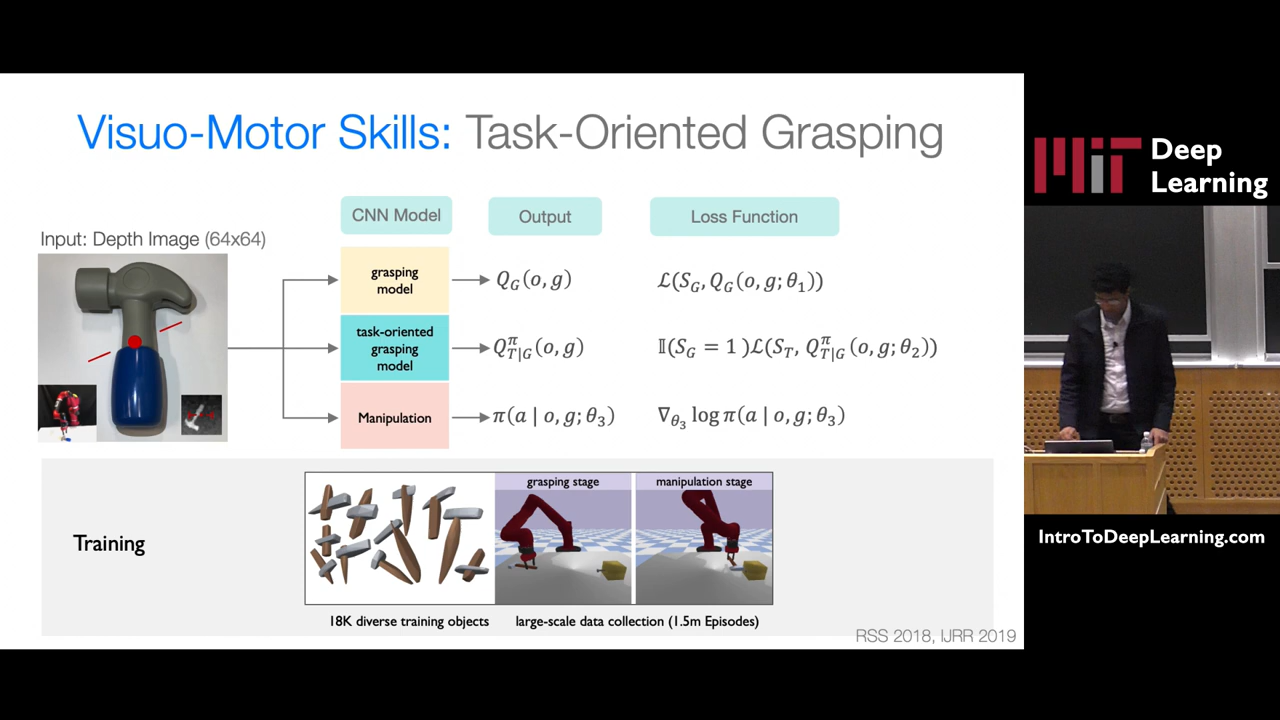 Visuo-Motor Skills: Task-Oriented Grasping
CNN Model
Output
Loss Function
Input: Depth Image (64x64)
grasping
model
Q_G(o, g)
ℒ(S_G, Q_G(o, g; θ_1))
task-oriented
grasping
model
Q^π_{T|G}(o, g)
𝕀(S_G = 1)ℒ(S_T, Q^π_{T|G}(o, g; θ_2))
Manipulation
π(a | o, g; θ_3)
∇_{θ_3} log π(a | o, g; θ_3)
Training
grasping stage
manipulation stage
18K diverse training objects
large-scale data collection (1.5m Episodes)
RSS 2018, IJRR 2019
MIT
Deep
Learning
IntroToDeepLearning.com